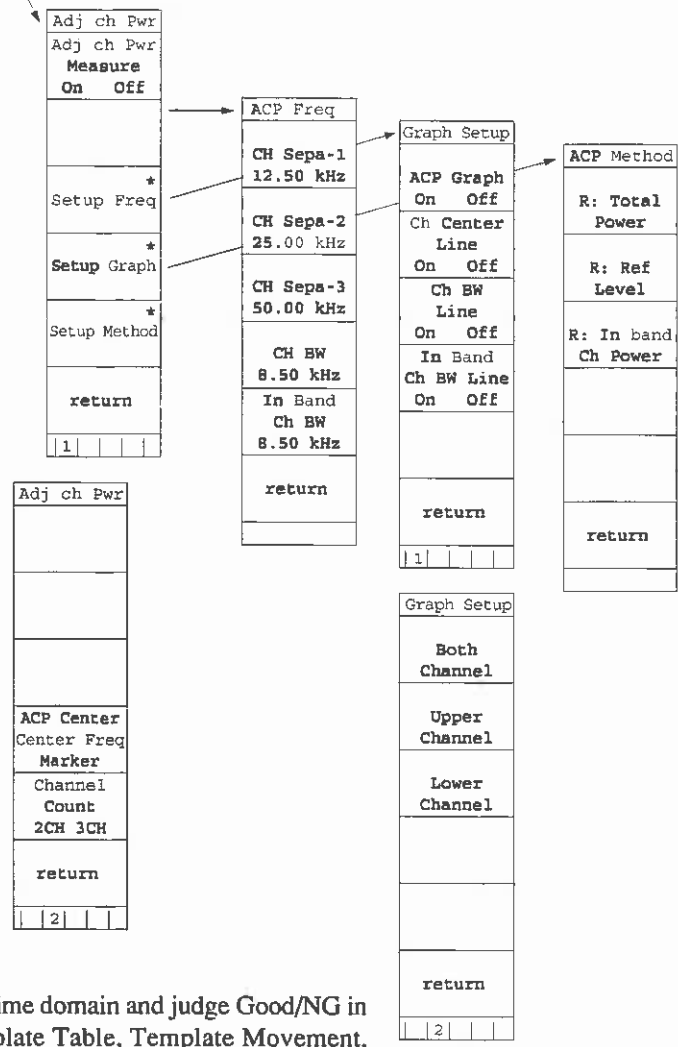 Adj ch Pwr
Adj ch Pwr
Measure
On Off
*
Setup Freq
*
Setup Graph
*
Setup Method
return
1
ACP Freq
CH Sepa-1
12.50 kHz
CH Sepa-2
25.00 kHz
CH Sepa-3
50.00 kHz
CH BW
8.50 kHz
In Band
Ch BW
8.50 kHz
return
Graph Setup
ACP Graph
On Off
Ch Center
Line
On Off
Ch BW
Line
On Off
In Band
Ch BW Line
On Off
return
1
ACP Method
R: Total
Power
R: Ref
Level
R: In band
Ch Power
return
Adj ch Pwr
ACP Center
Center Freq
Marker
Channel
Count
2CH 3CH
return
2
Graph Setup
Both
Channel
Upper
Channel
Lower
Channel
return
2
ime domain and judge Good/NG in
plate Table, Template Movement,